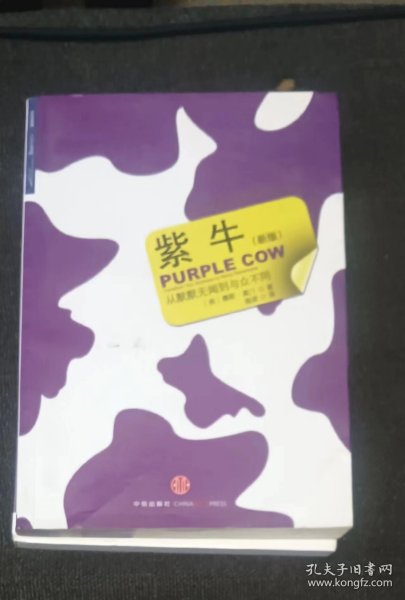 紫牛
(新版)
PURPLE COW
从默默无闻到与众不同
中信出版社·CHINA CITIC PRESS
孔夫子旧书网
www.kongfz.com